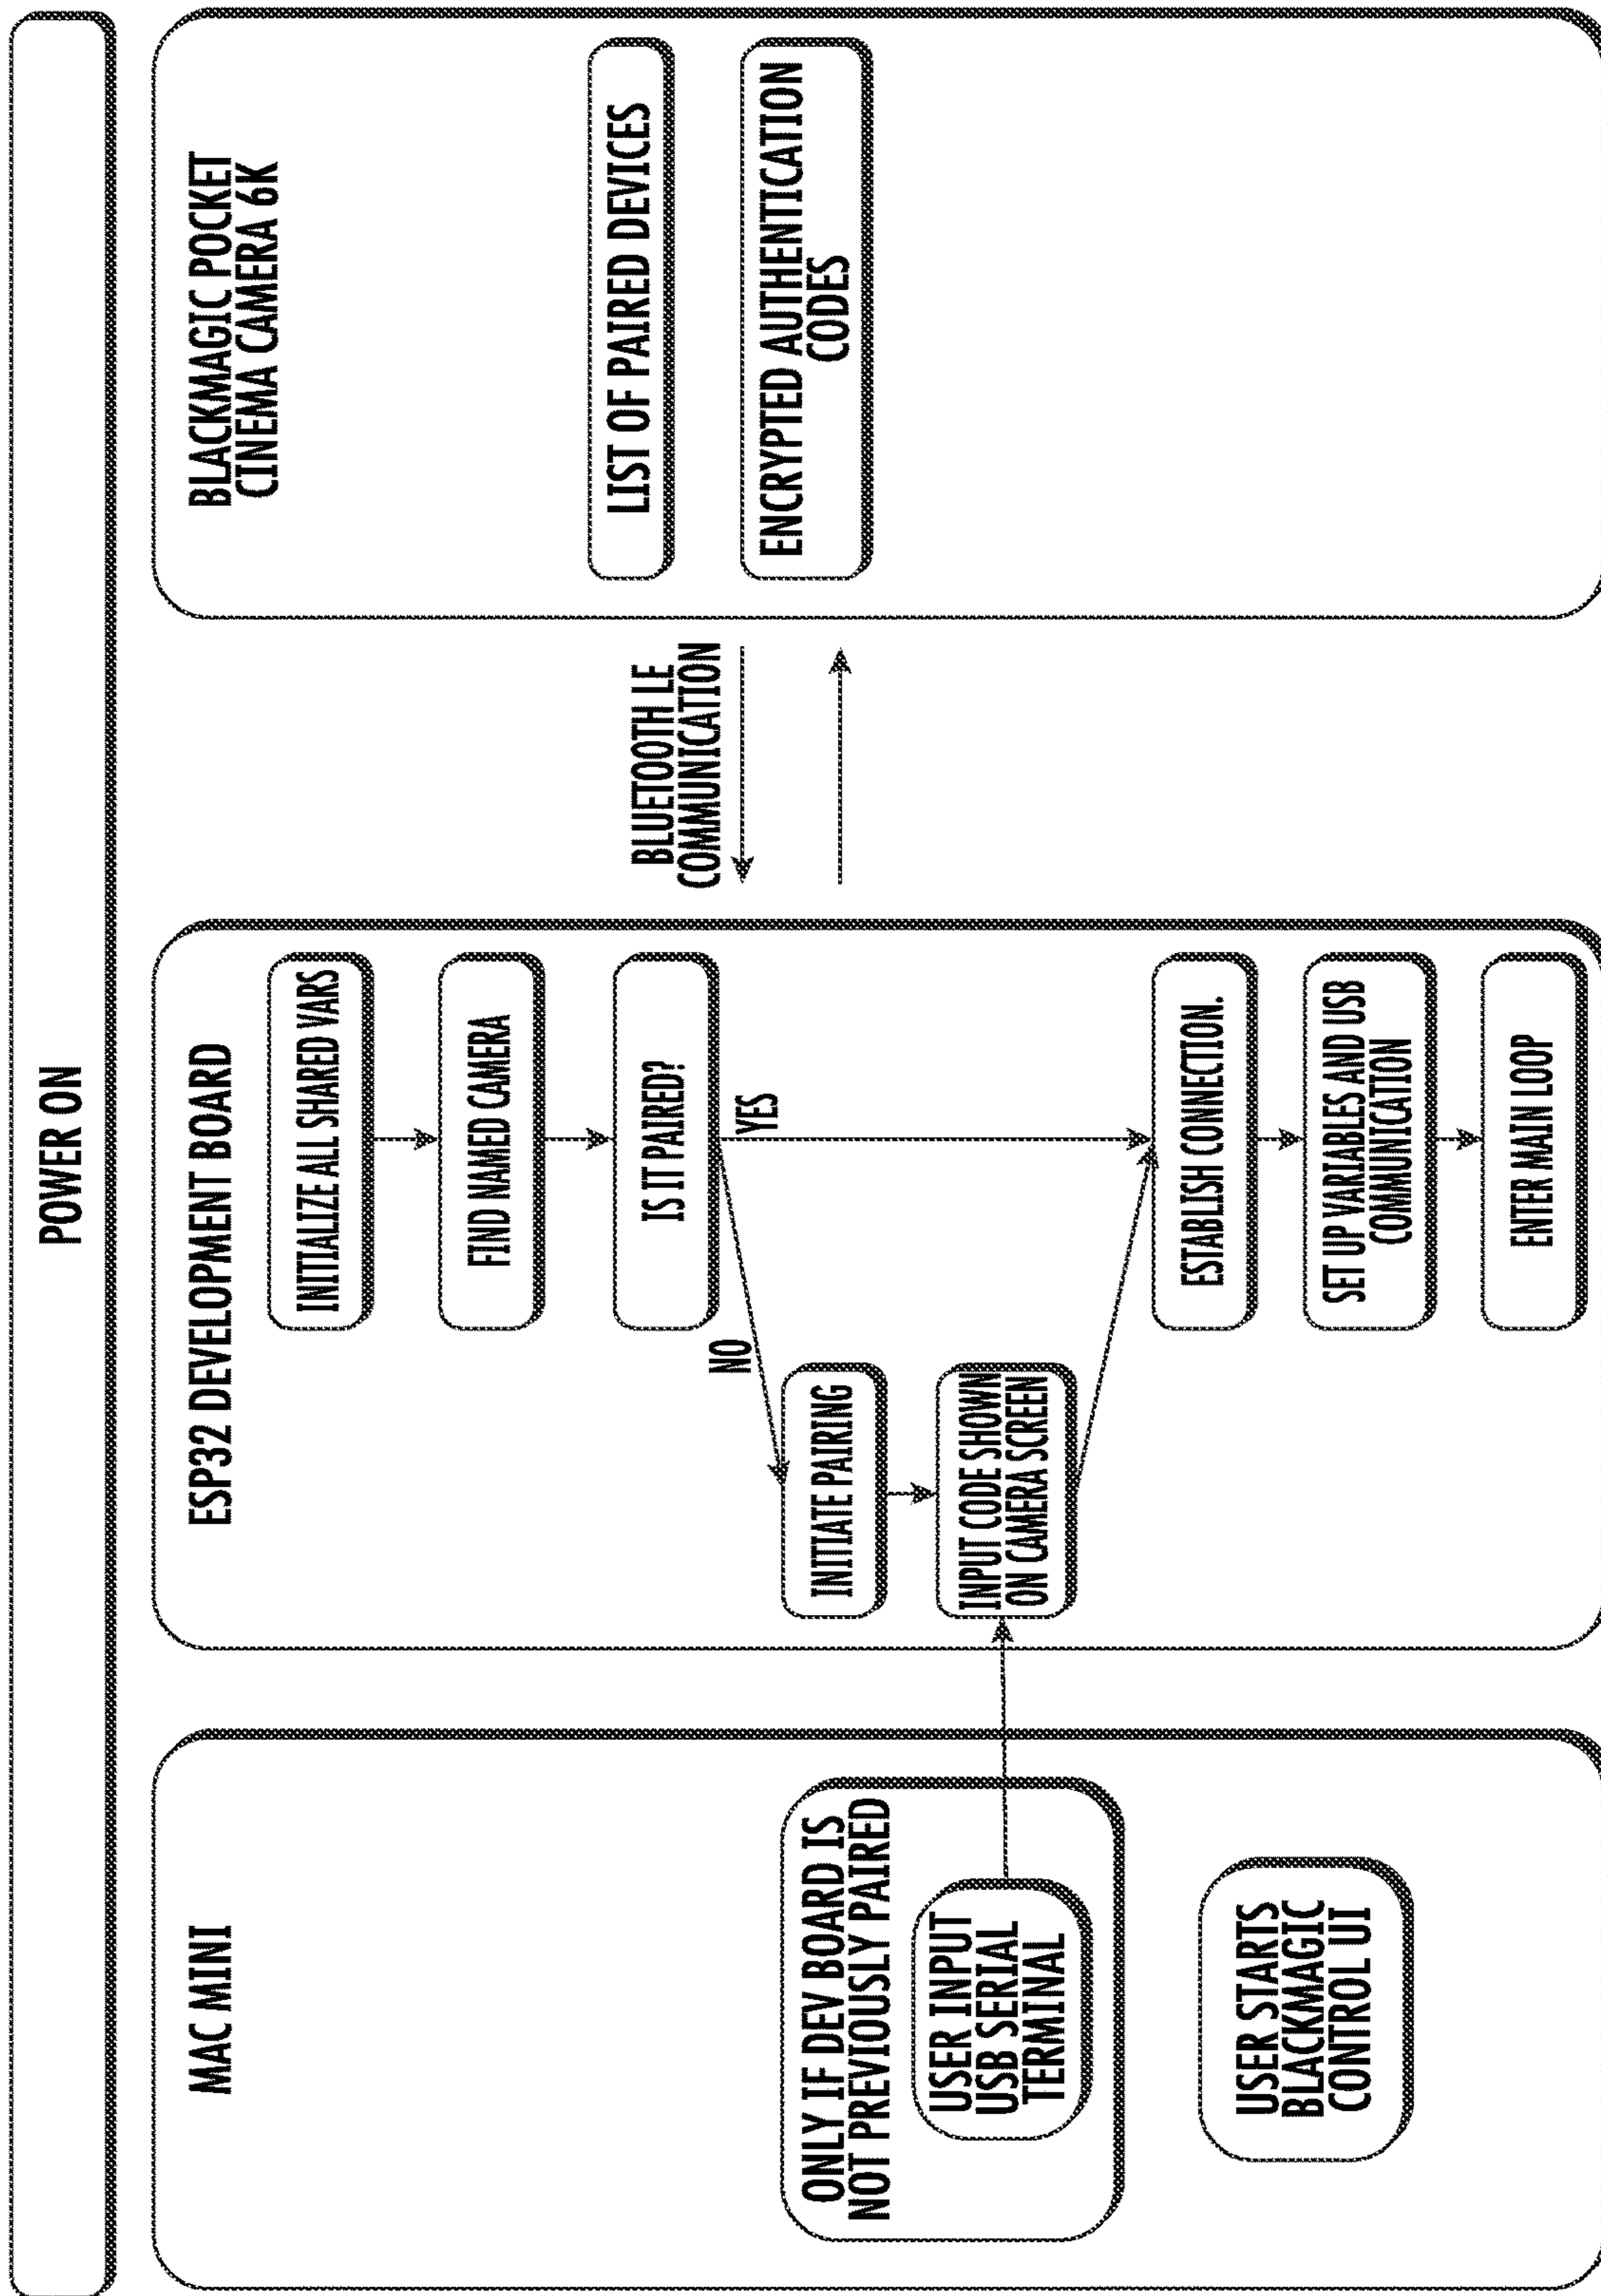 POWER ON
MAC MINI
ONLY IF DEV BOARD IS
NOT PREVIOUSLY PAIRED
USER INPUT
USB SERIAL
TERMINAL
USER STARTS
BLACKMAGIC
CONTROL UI
ESP32 DEVELOPMENT BOARD
INITIALIZE ALL SHARED VARS
FIND NAMED CAMERA
IS IT PAIRED?
NO
YES
INITIATE PAIRING
INPUT CODE SHOWN
ON CAMERA SCREEN
ESTABLISH CONNECTION.
SET UP VARIABLES AND USB
COMMUNICATION
ENTER MAIN LOOP
BLUETOOTH LE
COMMUNICATION
BLACKMAGIC POCKET
CINEMA CAMERA 6K
LIST OF PAIRED DEVICES
ENCRYPTED AUTHENTICATION
CODES